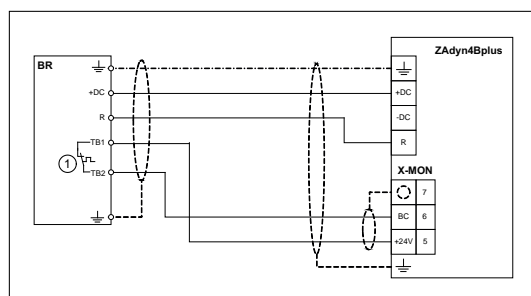 BR
+DC
R
TB1
1
TB2
ZAdyn4Bplus
+DC
-DC
R
X-MON
7
BC 6
+24V 5